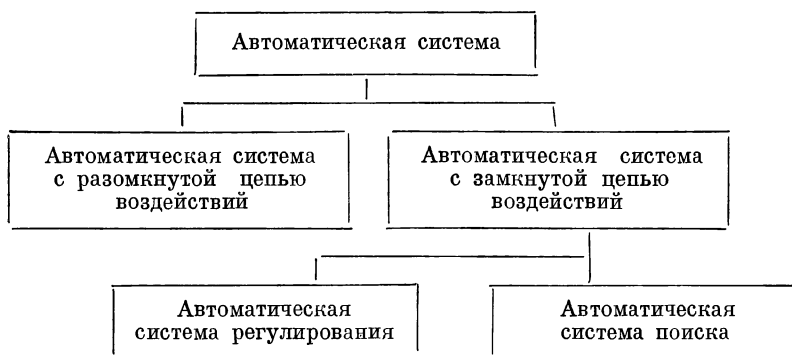 Автоматическая система
Автоматическая система
с разомкнутой цепью
воздействий
Автоматическая система
с замкнутой цепью
воздействий
Автоматическая
система регулирования
Автоматическая
система поиска